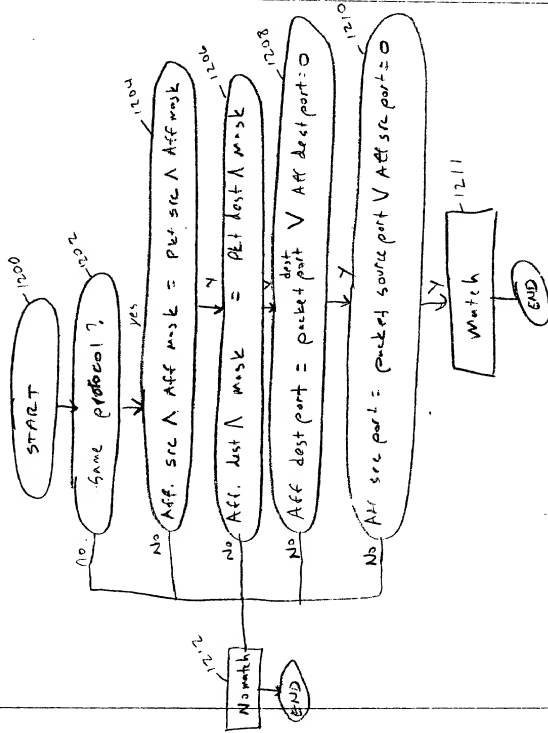 START
1200
Same protocol ?
1202
no.
yes
Aff. src ∧ Aff mask = Pkt src ∧ Aff mask
1204
No
Y
Aff. dest ∧ mask = Pkt dest ∧ mask
1206
No
Y
Aff dest port = packet dest port ∨ Aff dest port = 0
1208
No
Y
Aff src port = packet source port ∨ Aff src port = 0
1210
No
Y
Match
1211
END
No match
1212
END